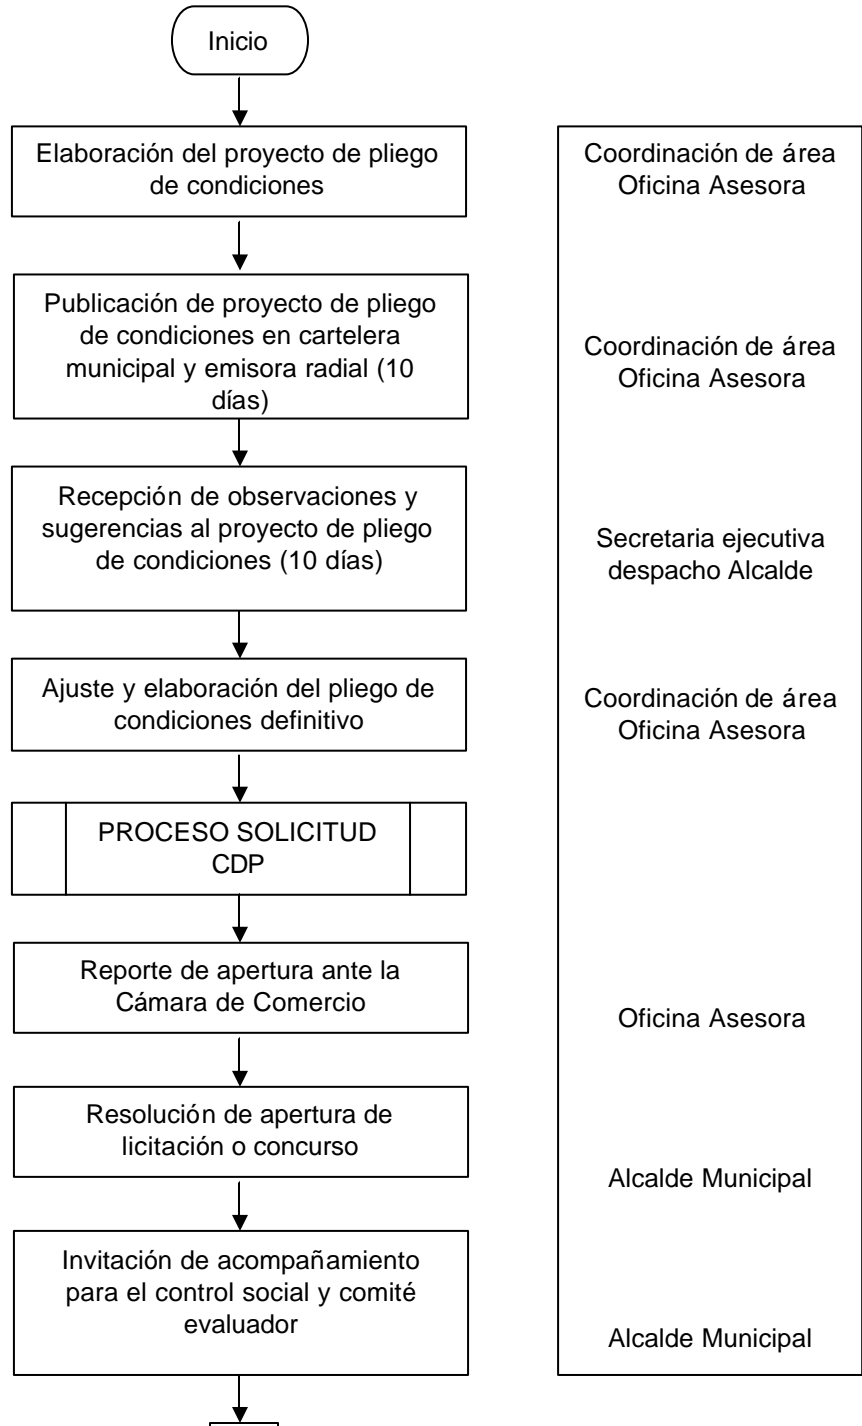 Inicio
Elaboración del proyecto de pliego
de condiciones
Coordinación de área
Oficina Asesora
Publicación de proyecto de pliego
de condiciones en cartelera
municipal y emisora radial (10
días)
Coordinación de área
Oficina Asesora
Recepción de observaciones y
sugerencias al proyecto de pliego
de condiciones (10 días)
Secretaria ejecutiva
despacho Alcalde
Ajuste y elaboración del pliego de
condiciones definitivo
Coordinación de área
Oficina Asesora
PROCESO SOLICITUD
CDP
Reporte de apertura ante la
Cámara de Comercio
Oficina Asesora
Resolución de apertura de
licitación o concurso
Alcalde Municipal
Invitación de acompañamiento
para el control social y comité
evaluador
Alcalde Municipal